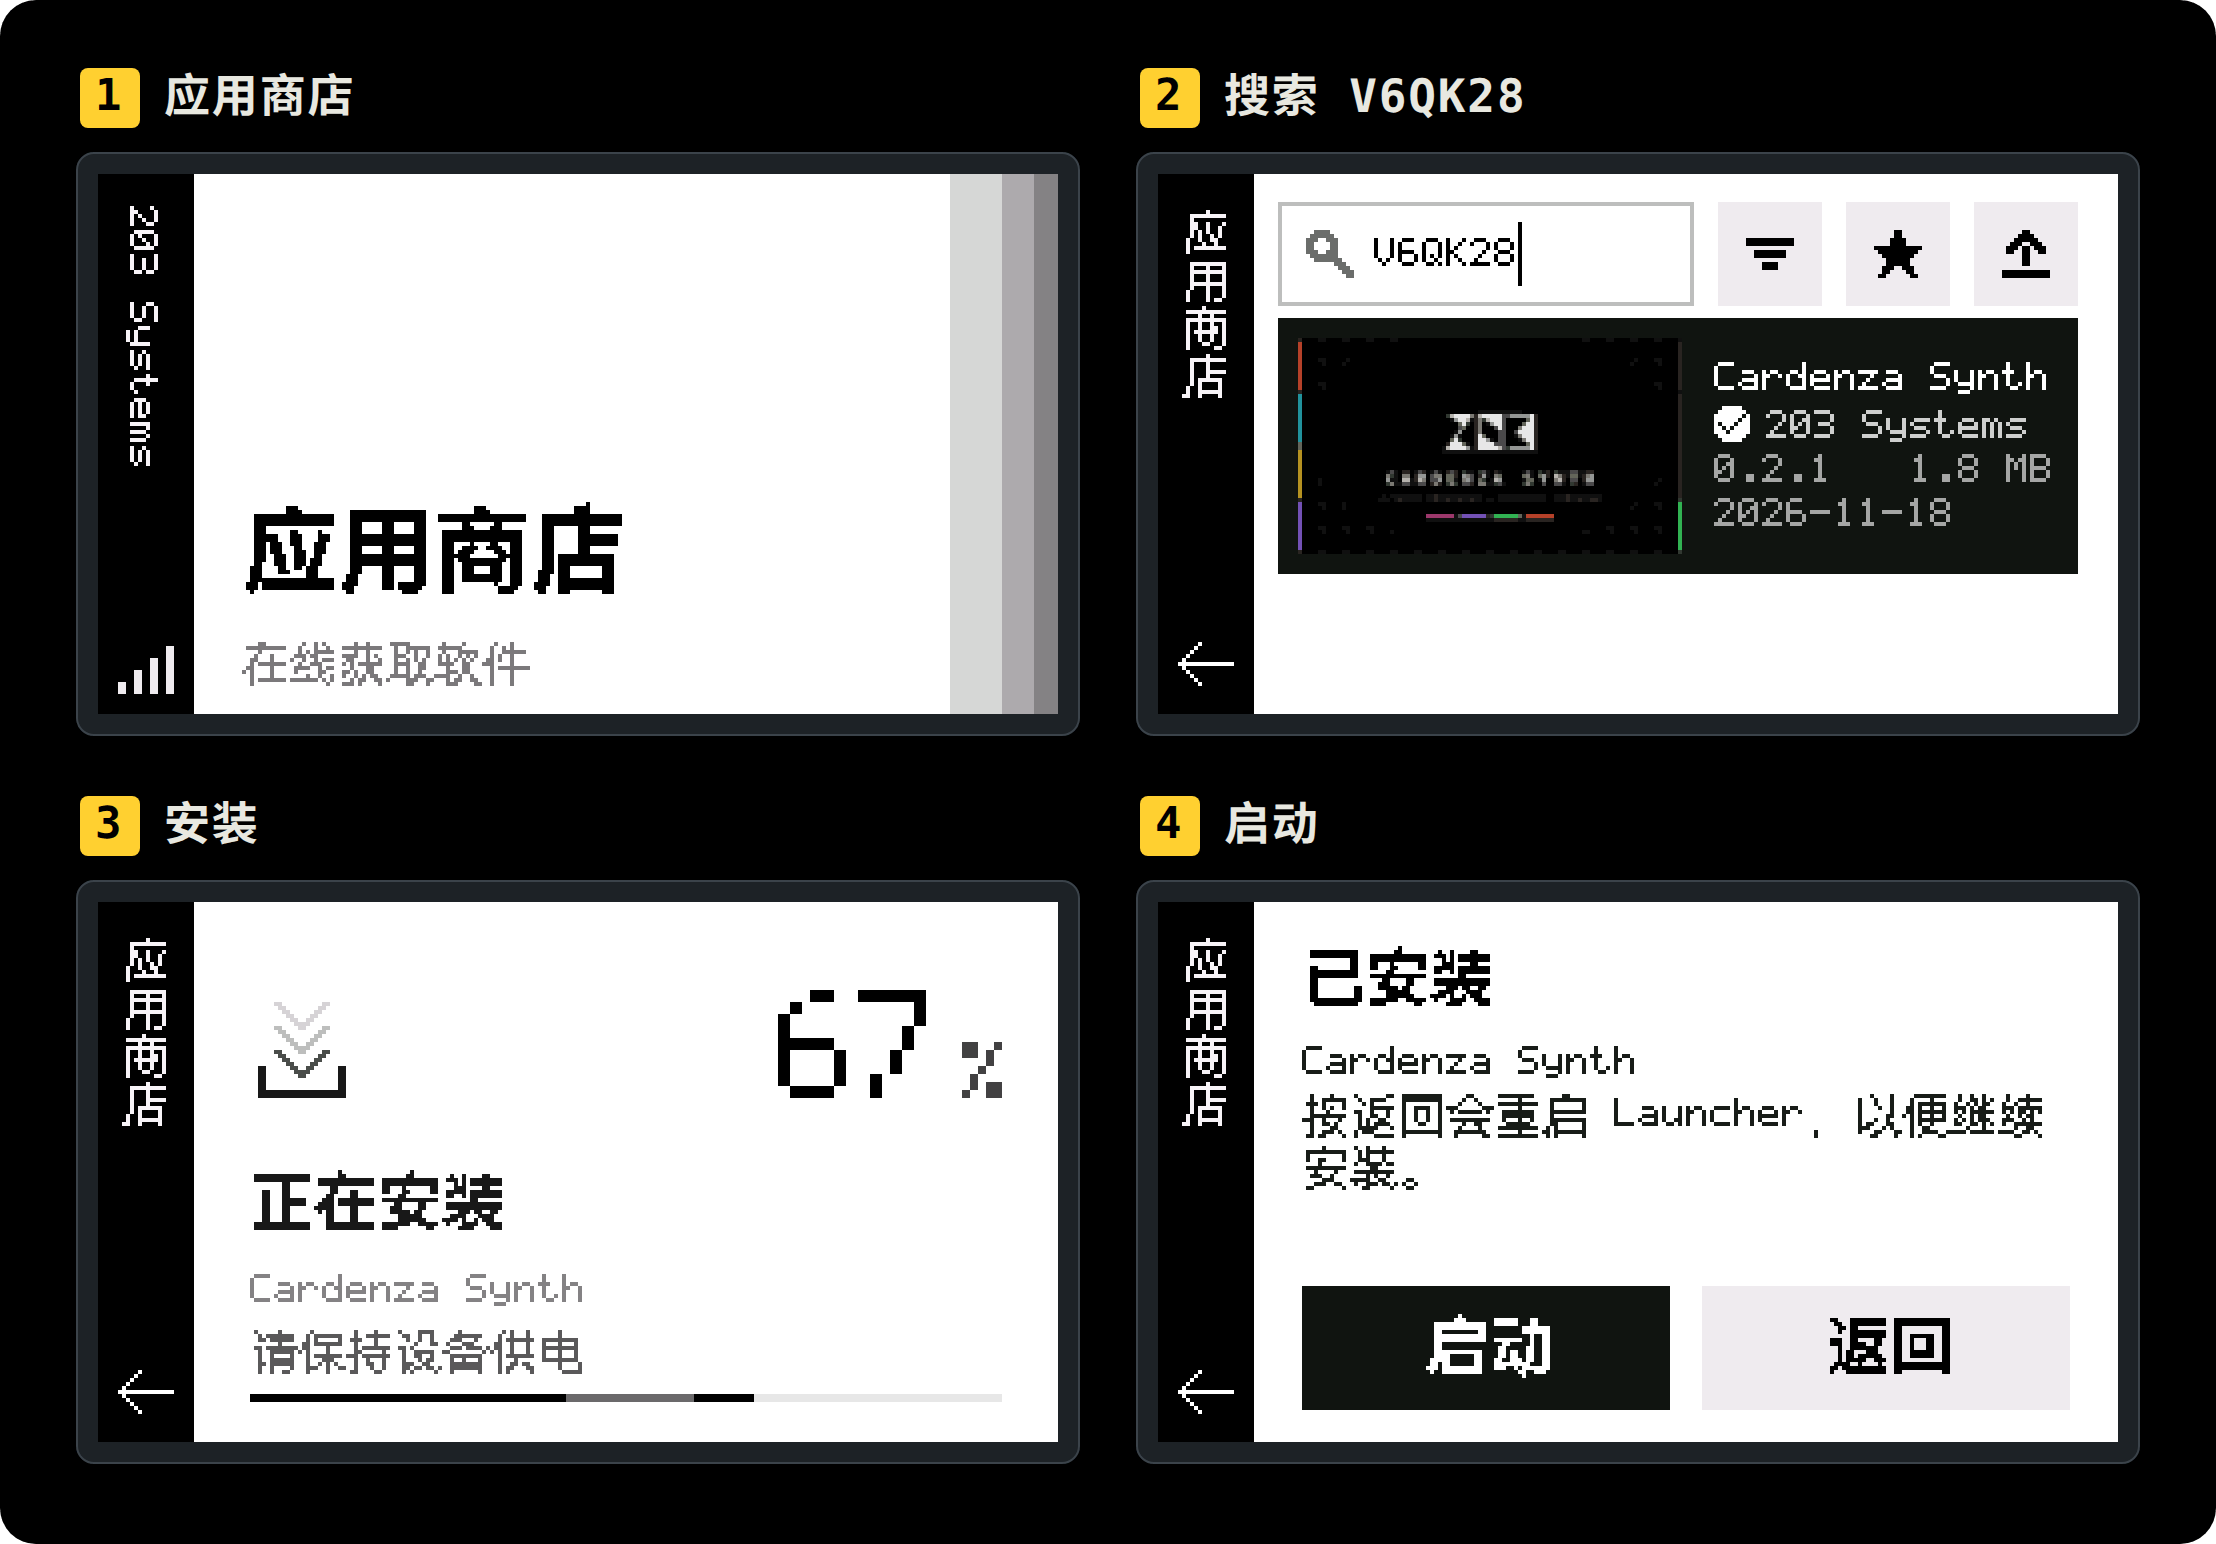 1 应用商店
203 Systems
应用商店
在线获取软件
2 搜索 V6QK28
应用商店
V6QK28
203
CARDENZA SYNTH
Cardenza Synth
203 Systems
0.2.1 1.8 MB
2026-11-18
3 安装
应用商店
67%
正在安装
Cardenza Synth
请保持设备供电
4 启动
应用商店
已安装
Cardenza Synth
按返回会重启 Launcher，以便继续
安装。
启动 返回